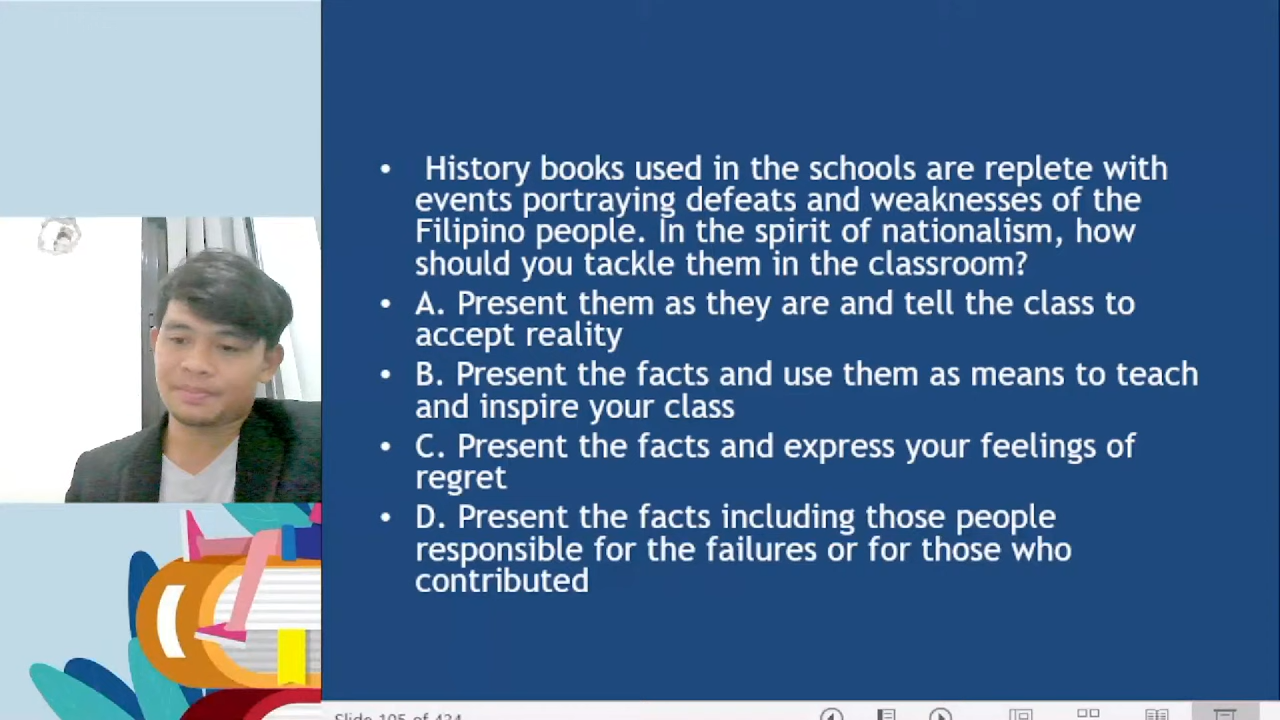 • History books used in the schools are replete with
events portraying defeats and weaknesses of the
Filipino people. In the spirit of nationalism, how
should you tackle them in the classroom?
• A. Present them as they are and tell the class to
accept reality
• B. Present the facts and use them as means to teach
and inspire your class
• C. Present the facts and express your feelings of
regret
• D. Present the facts including those people
responsible for the failures or for those who
contributed
Slide 105 of 434